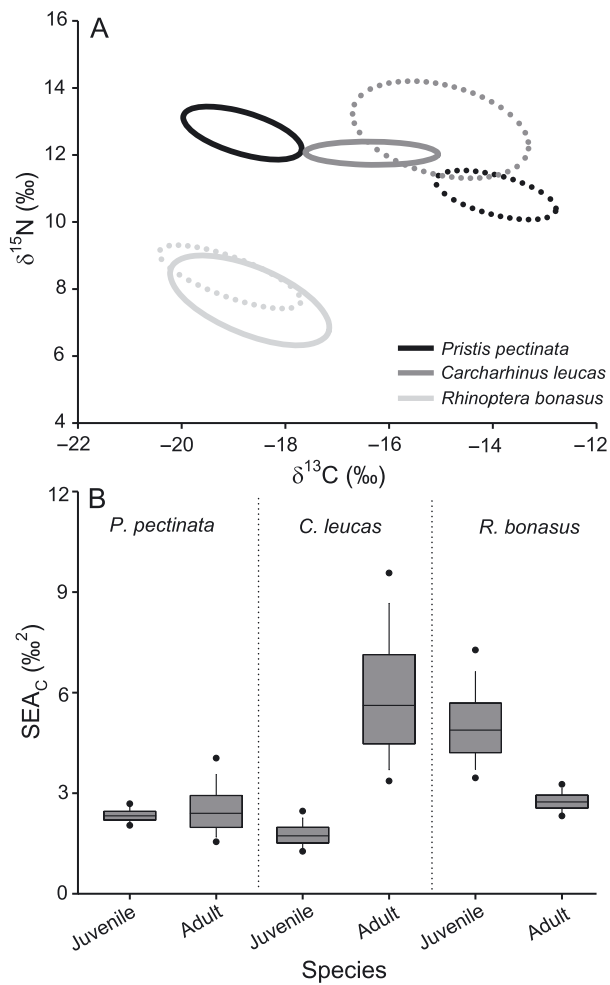 A
16
14
12
10
8
6
4
δ15N (‰)
Pristis pectinata
Carcharhinus leucas
Rhinoptera bonasus
–22
–20
–18
–16
–14
–12
δ13C (‰)
B
P. pectinata
C. leucas
R. bonasus
12
9
6
3
0
SEAC (‰2)
Juvenile
Adult
Juvenile
Adult
Juvenile
Adult
Species